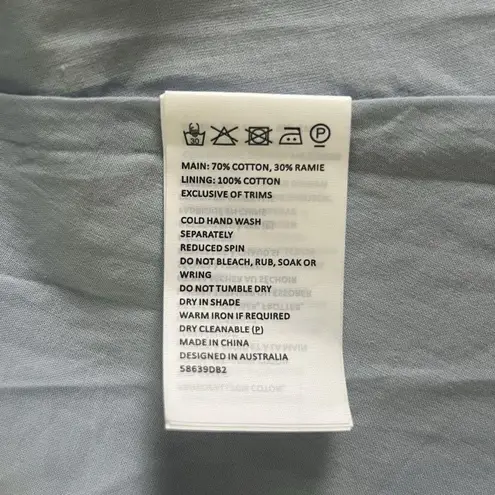 30 P
MAIN: 70% COTTON, 30% RAMIE
LINING: 100% COTTON
EXCLUSIVE OF TRIMS
COLD HAND WASH
SEPARATELY
REDUCED SPIN
DO NOT BLEACH, RUB, SOAK OR
WRING
DO NOT TUMBLE DRY
DRY IN SHADE
WARM IRON IF REQUIRED
DRY CLEANABLE (P)
MADE IN CHINA
DESIGNED IN AUSTRALIA
58639DB2